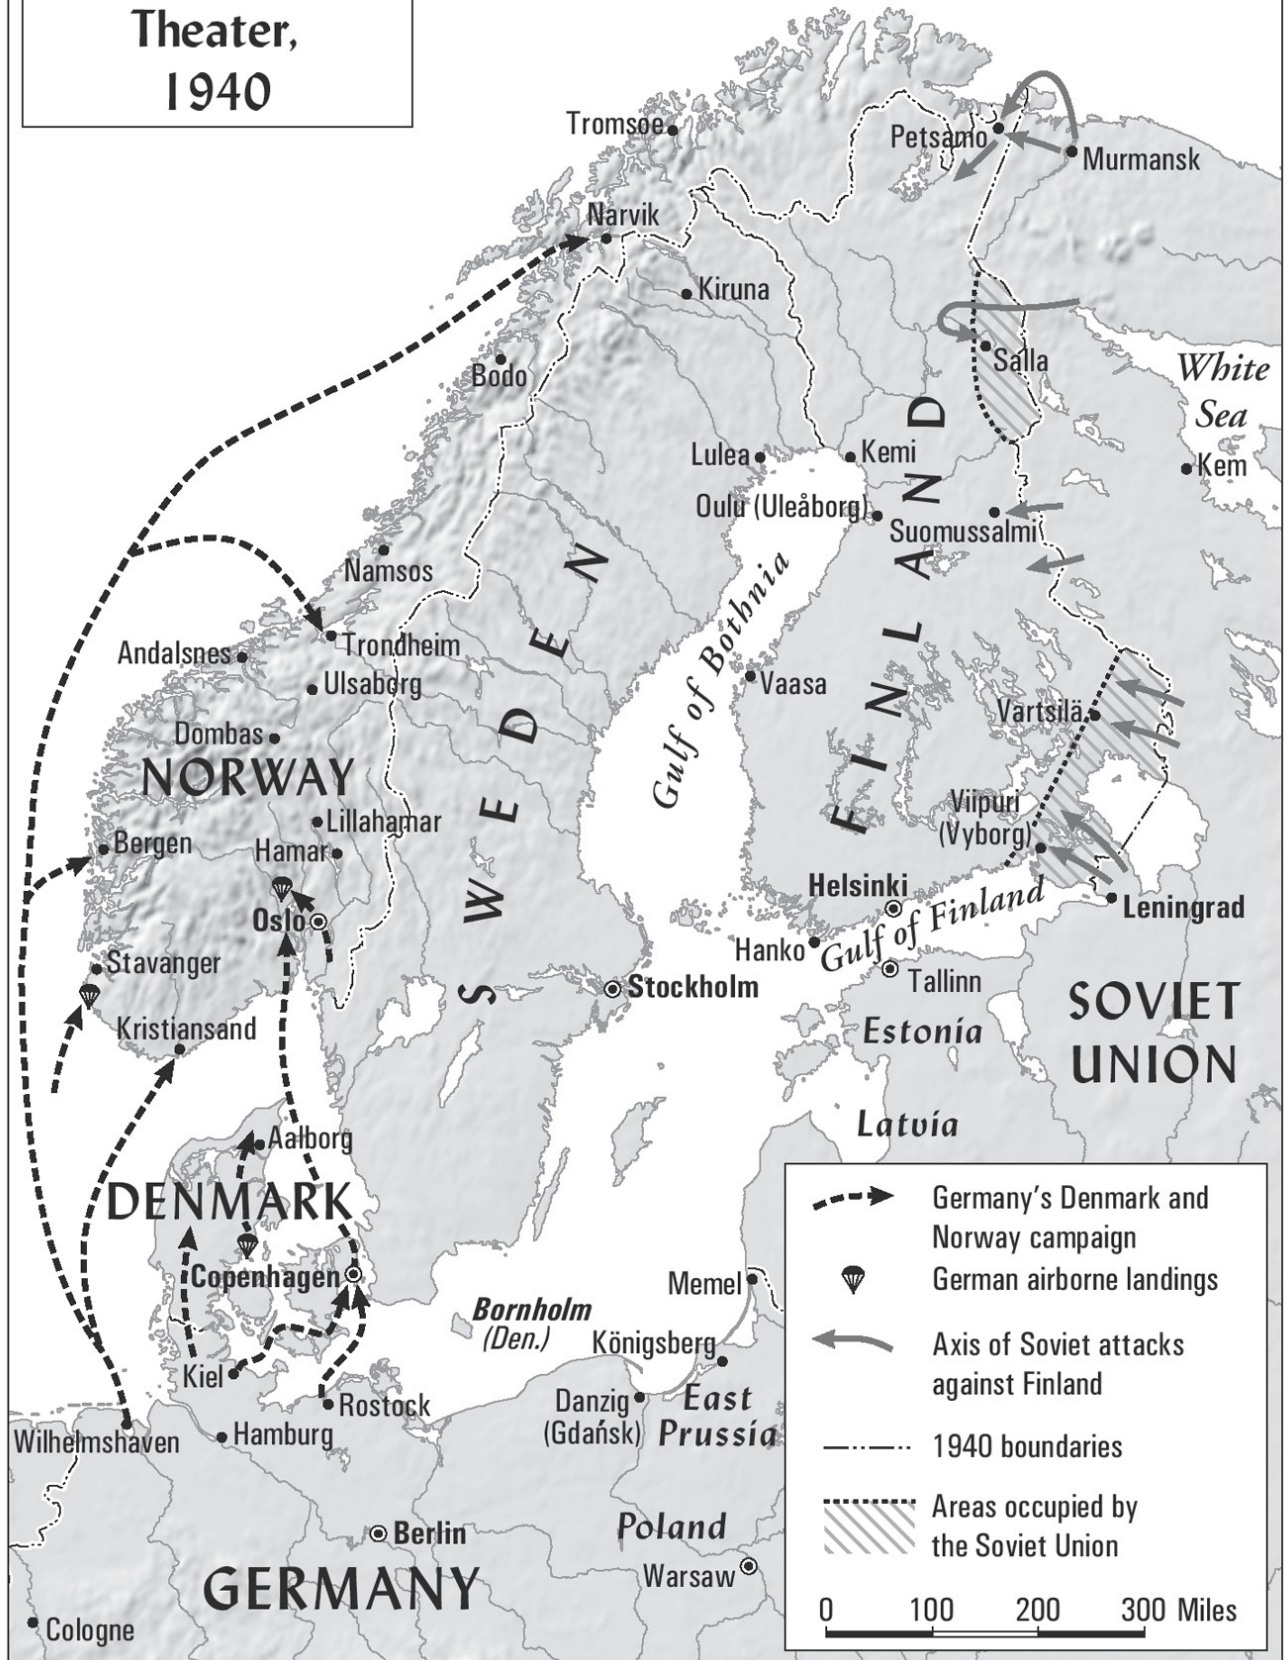 Theater,
1940
Tromsoe
Petsamo
Murmansk
Narvik
Kiruna
Bodo
Salla
White
Sea
Lulea
Kemi
Kem
Oulu (Uleåborg)
Suomussalmi
Namsos
Gulf of Bothnia
Trondheim
Andalsnes
Ulsaborg
Vaasa
Vartsilä
Dombas
NORWAY
SWEDEN
FINLAND
Viipuri
(Vyborg)
Lillahamar
Bergen
Hamar
Helsinki
Gulf of Finland
Leningrad
Oslo
Hanko
Stavanger
Stockholm
Tallinn
SOVIET
UNION
Kristiansand
Estonia
Latvia
Aalborg
DENMARK
Copenhagen
Memel
Bornholm
(Den.)
Königsberg
Kiel
Rostock
Danzig
(Gdańsk)
East
Prussia
Wilhelmshaven
Hamburg
Poland
Berlin
Warsaw
GERMANY
Cologne
Germany's Denmark and
Norway campaign
German airborne landings
Axis of Soviet attacks
against Finland
1940 boundaries
Areas occupied by
the Soviet Union
0 100 200 300 Miles